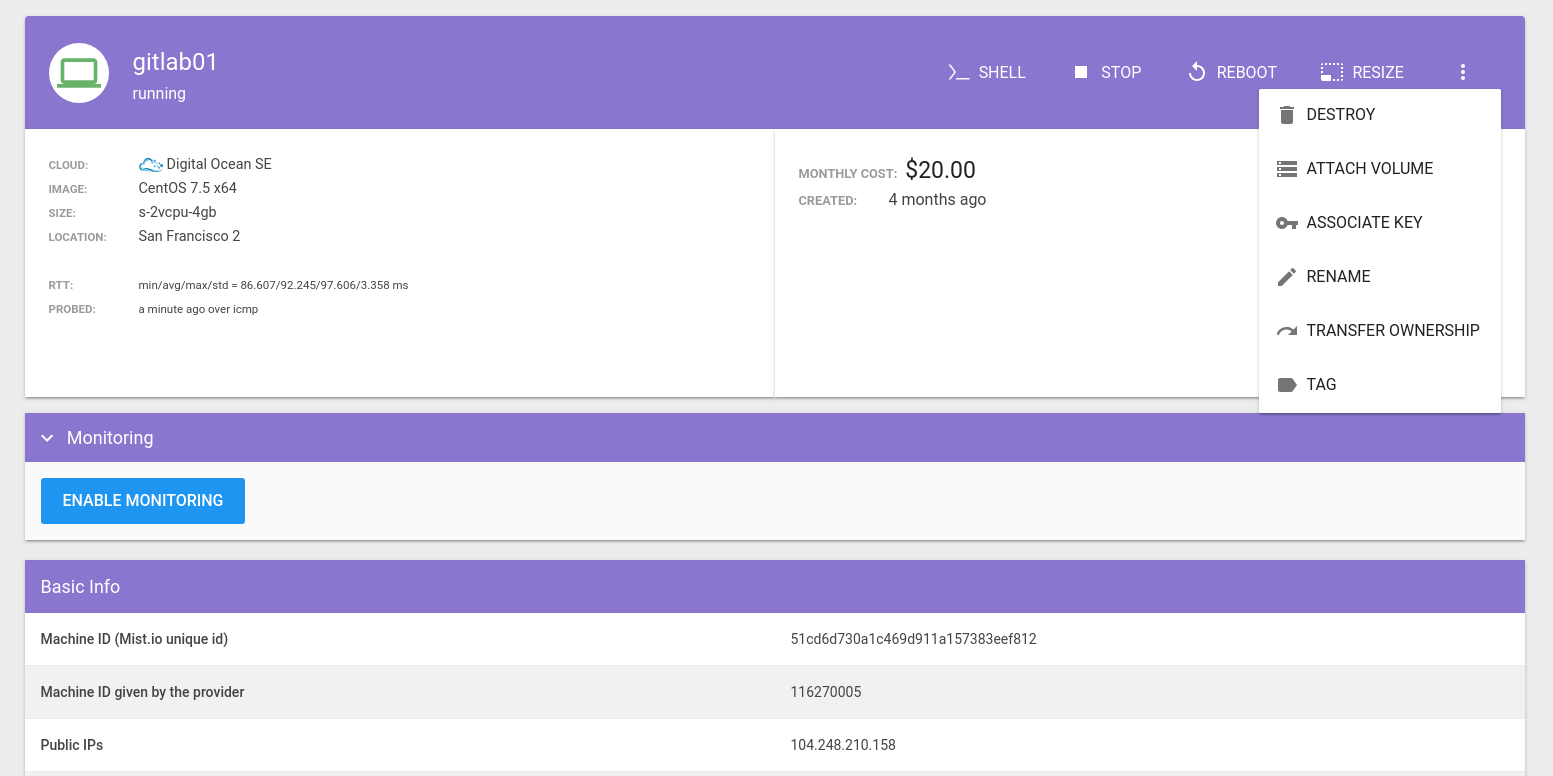 gitlab01
running
SHELL STOP REBOOT RESIZE
DESTROY
ATTACH VOLUME
ASSOCIATE KEY
RENAME
TRANSFER OWNERSHIP
TAG
CLOUD: Digital Ocean SE
IMAGE: CentOS 7.5 x64
SIZE: s-2vcpu-4gb
LOCATION: San Francisco 2
RTT: min/avg/max/std = 86.607/92.245/97.606/3.358 ms
PROBED: a minute ago over icmp
MONTHLY COST: $20.00
CREATED: 4 months ago
Monitoring
ENABLE MONITORING
Basic Info
Machine ID (Mist.io unique id) 51cd6d730a1c469d911a157383eef812
Machine ID given by the provider 116270005
Public IPs 104.248.210.158